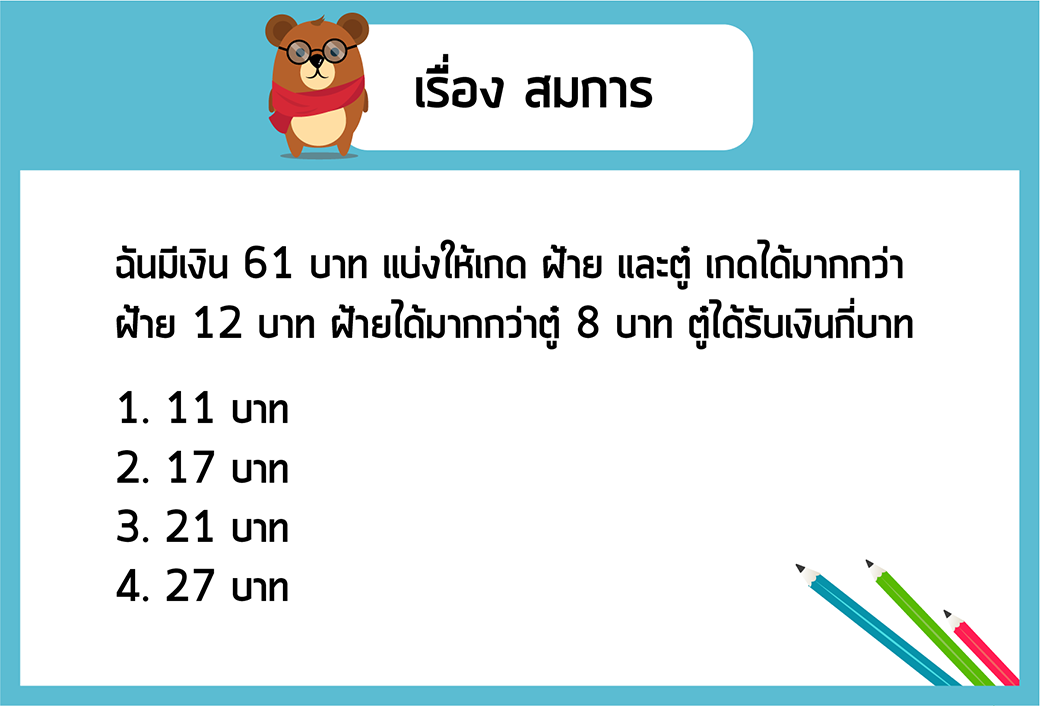 เรื่อง สมการ
ฉันมีเงิน 61 บาท แบ่งให้เกด ฝ้าย และตู๋ เกดได้มากกว่า
ฝ้าย 12 บาท ฝ้ายได้มากกว่าตู๋ 8 บาท ตู๋ได้รับเงินกี่บาท
1. 11 บาท
2. 17 บาท
3. 21 บาท
4. 27 บาท